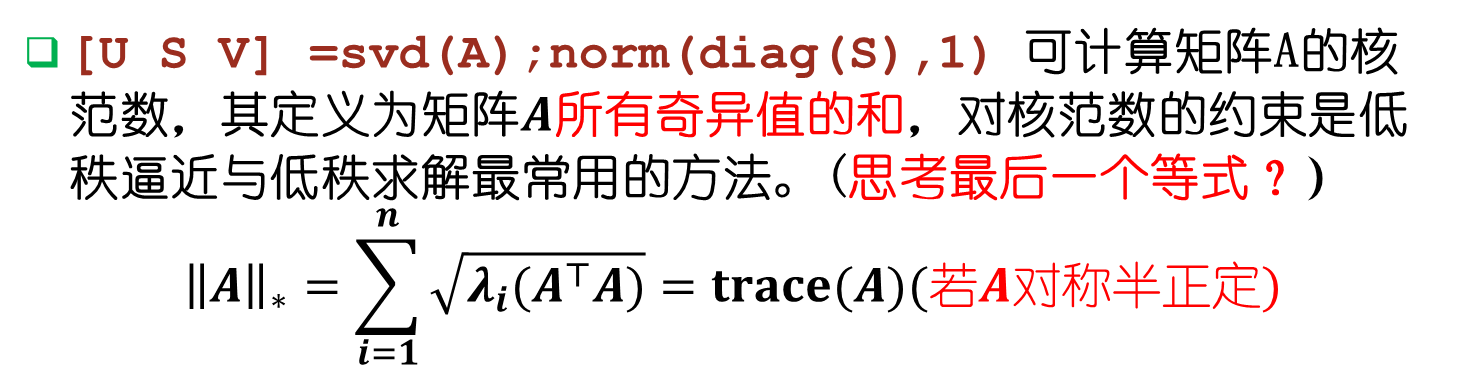 [U S V] =svd(A);norm(diag(S),1) 可计算矩阵A的核
范数，其定义为矩阵A所有奇异值的和，对核范数的约束是低
秩逼近与低秩求解最常用的方法。(思考最后一个等式？)
‖A‖_* = ∑_{i=1}^{n} √(λ_i(A^⊤A)) = trace(A)(若A对称半正定)